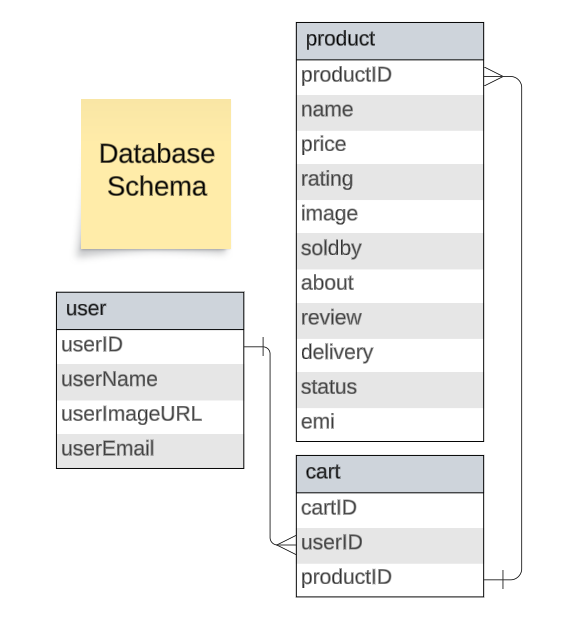 Database
Schema
product
productID
name
price
rating
image
soldby
about
review
delivery
status
emi
user
userID
userName
userImageURL
userEmail
cart
cartID
userID
productID